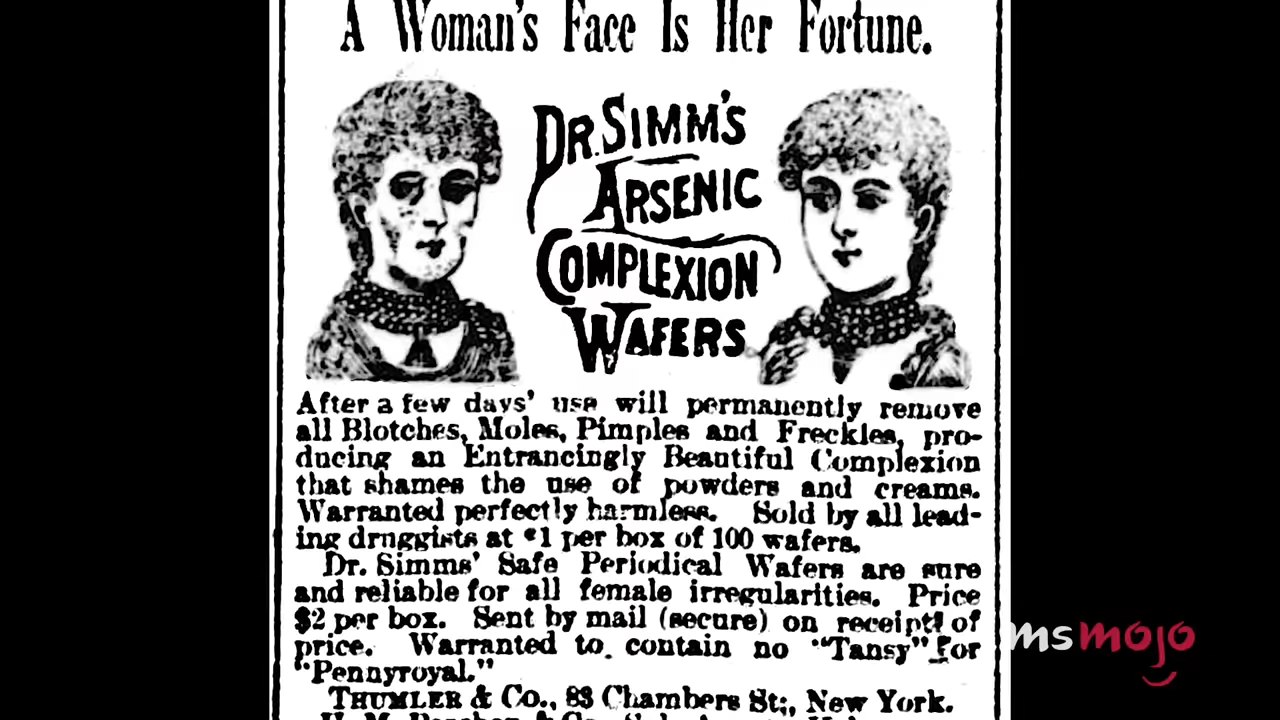 A Woman's Face Is Her Fortune.
DR. SIMM'S
ARSENIC
COMPLEXION
WAFERS
After a few days' use will permanently remove
all Blotches, Moles, Pimples and Freckles, pro-
ducing an Entrancingly Beautiful Complexion
that shames the use of powders and creams.
Warranted perfectly harmless. Sold by all lead-
ing druggists at $1 per box of 100 wafers.
Dr. Simms' Safe Periodical Wafers are sure
and reliable for all female irregularities. Price
$2 per box. Sent by mail (secure) on receipt of
price. Warranted to contain no "Tansy" or
"Pennyroyal."
THUMLER & Co., 83 Chambers St., New York.
msmojo